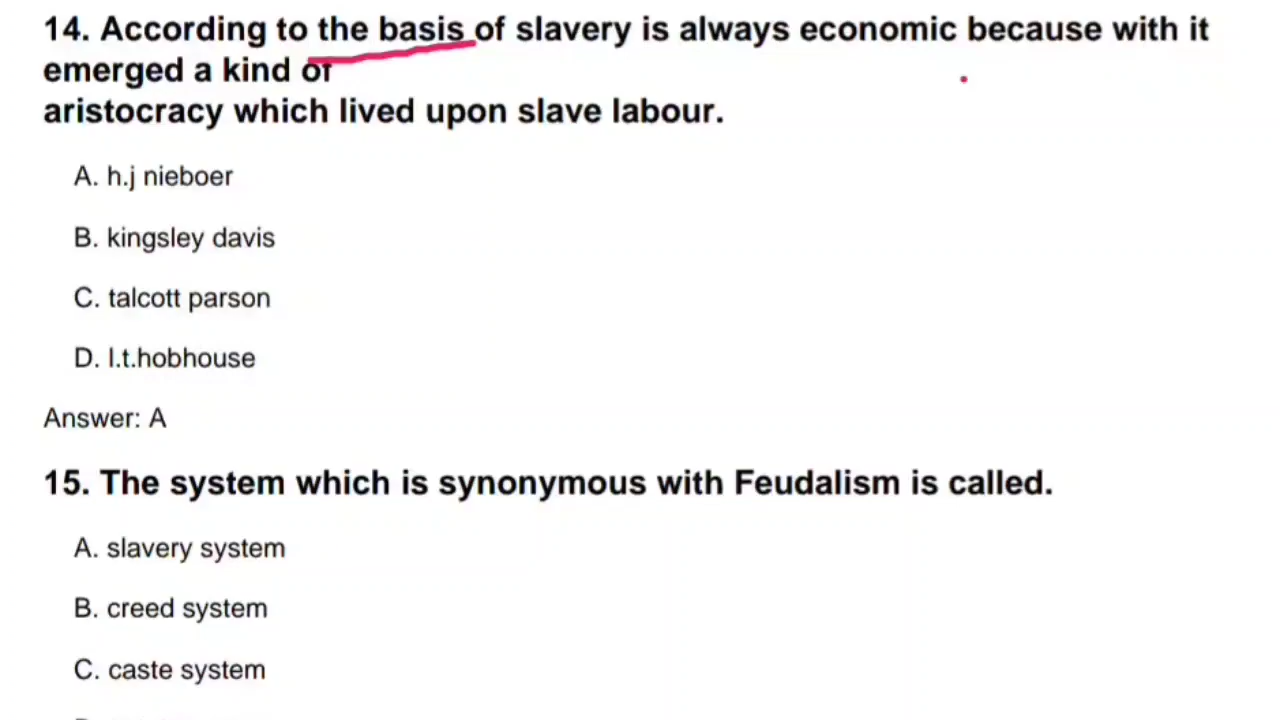 14. According to the basis of slavery is always economic because with it
emerged a kind of
aristocracy which lived upon slave labour.
A. h.j nieboer
B. kingsley davis
C. talcott parson
D. l.t.hobhouse
Answer: A
15. The system which is synonymous with Feudalism is called.
A. slavery system
B. creed system
C. caste system